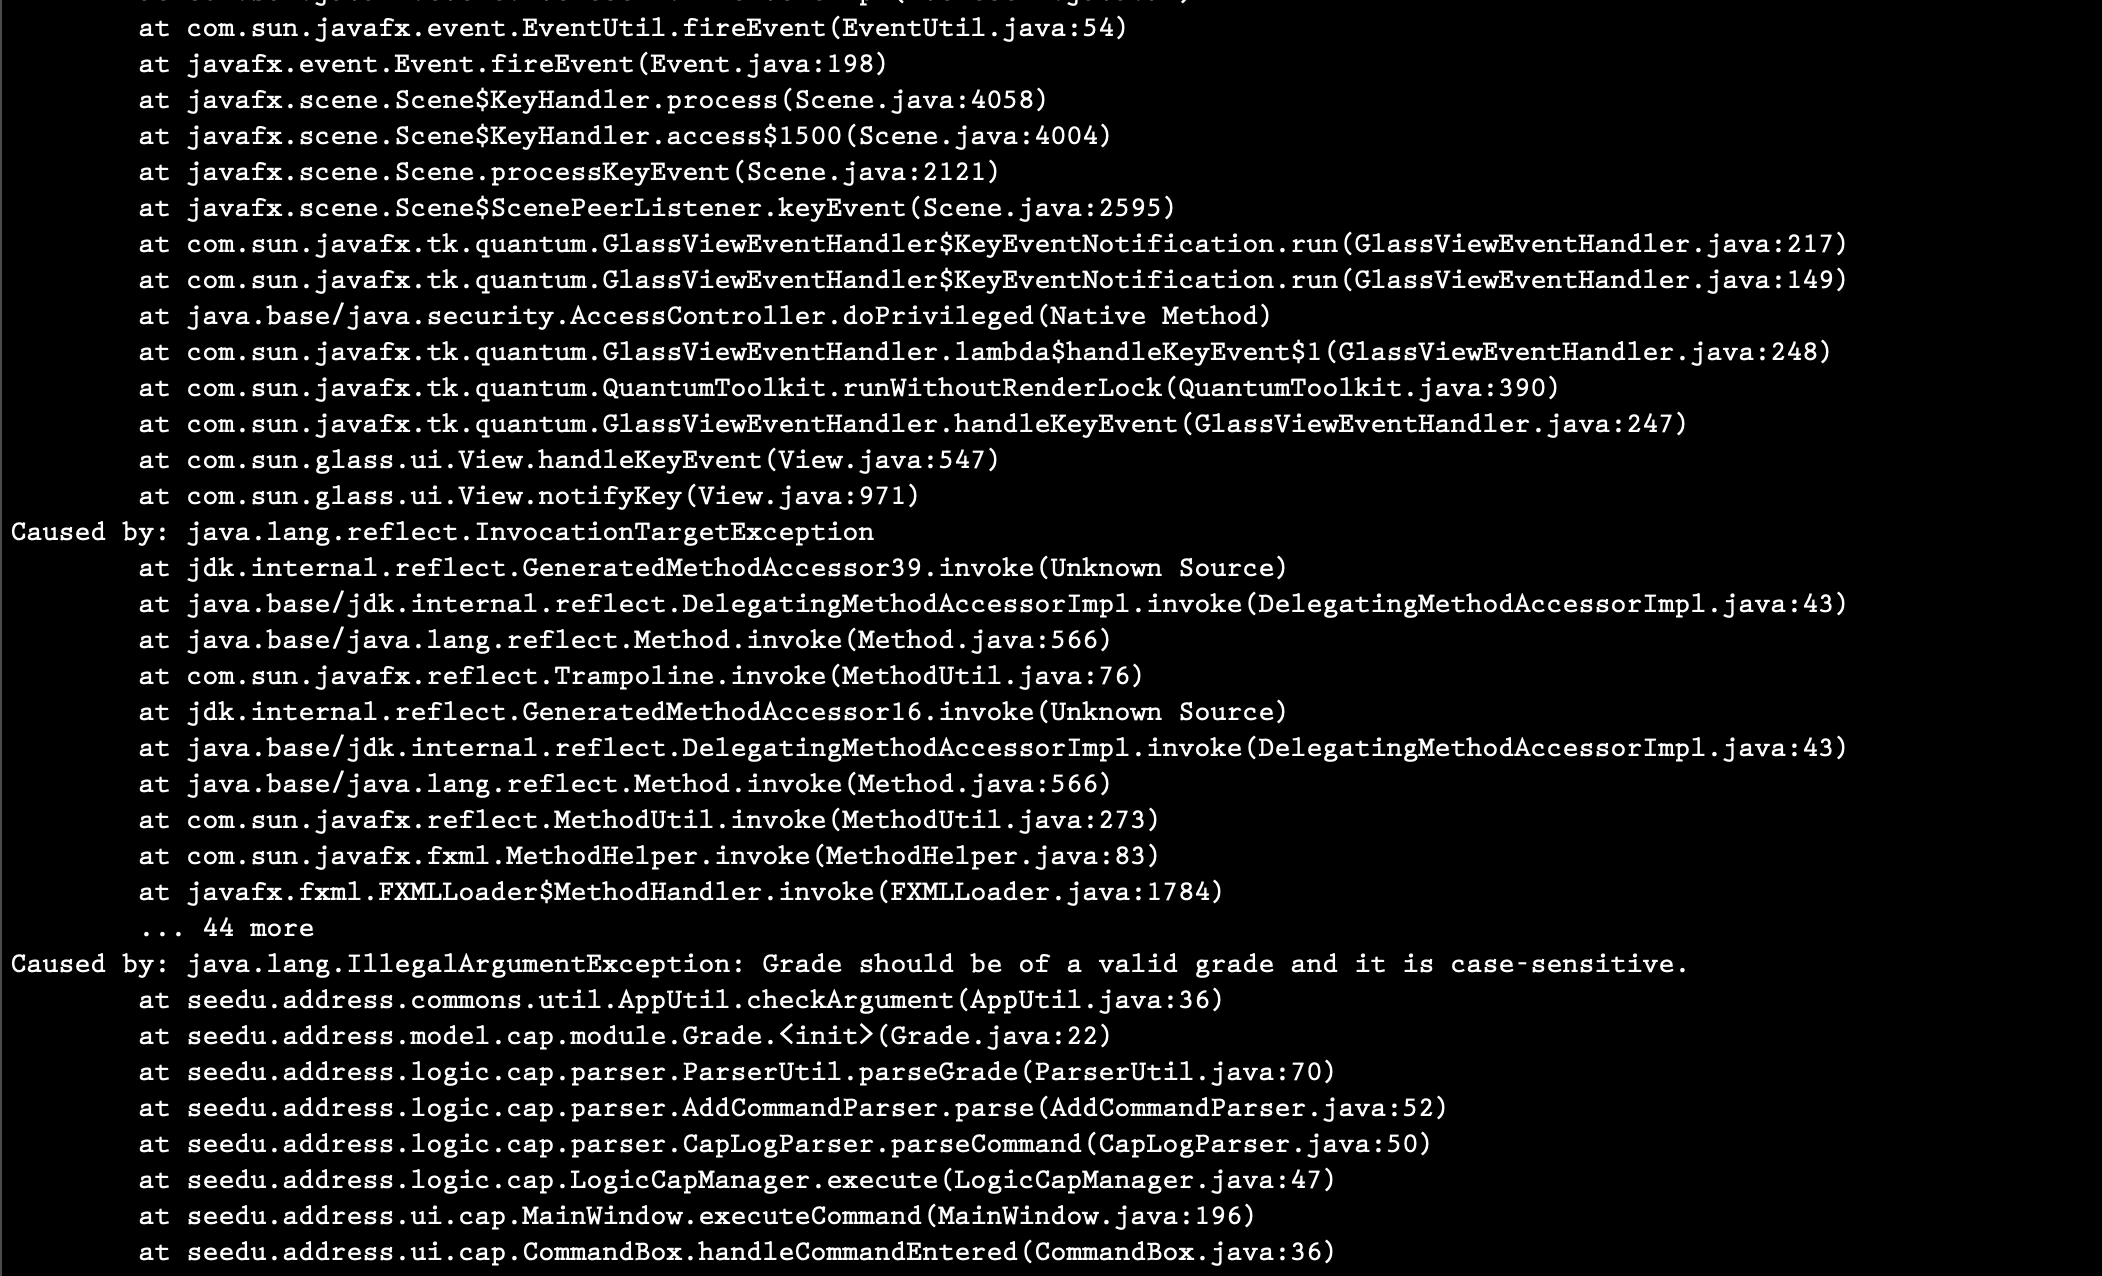 at com.sun.javafx.event.EventUtil.fireEvent(EventUtil.java:54)
at javafx.event.Event.fireEvent(Event.java:198)
at javafx.scene.Scene$KeyHandler.process(Scene.java:4058)
at javafx.scene.Scene$KeyHandler.access$1500(Scene.java:4004)
at javafx.scene.Scene.processKeyEvent(Scene.java:2121)
at javafx.scene.Scene$ScenePeerListener.keyEvent(Scene.java:2595)
at com.sun.javafx.tk.quantum.GlassViewEventHandler$KeyEventNotification.run(GlassViewEventHandler.java:217)
at com.sun.javafx.tk.quantum.GlassViewEventHandler$KeyEventNotification.run(GlassViewEventHandler.java:149)
at java.base/java.security.AccessController.doPrivileged(Native Method)
at com.sun.javafx.tk.quantum.GlassViewEventHandler.lambda$handleKeyEvent$1(GlassViewEventHandler.java:248)
at com.sun.javafx.tk.quantum.QuantumToolkit.runWithoutRenderLock(QuantumToolkit.java:390)
at com.sun.javafx.tk.quantum.GlassViewEventHandler.handleKeyEvent(GlassViewEventHandler.java:247)
at com.sun.glass.ui.View.handleKeyEvent(View.java:547)
at com.sun.glass.ui.View.notifyKey(View.java:971)
Caused by: java.lang.reflect.InvocationTargetException
at jdk.internal.reflect.GeneratedMethodAccessor39.invoke(Unknown Source)
at java.base/jdk.internal.reflect.DelegatingMethodAccessorImpl.invoke(DelegatingMethodAccessorImpl.java:43)
at java.base/java.lang.reflect.Method.invoke(Method.java:566)
at com.sun.javafx.reflect.Trampoline.invoke(MethodUtil.java:76)
at jdk.internal.reflect.GeneratedMethodAccessor16.invoke(Unknown Source)
at java.base/jdk.internal.reflect.DelegatingMethodAccessorImpl.invoke(DelegatingMethodAccessorImpl.java:43)
at java.base/java.lang.reflect.Method.invoke(Method.java:566)
at com.sun.javafx.reflect.MethodUtil.invoke(MethodUtil.java:273)
at com.sun.javafx.fxml.MethodHelper.invoke(MethodHelper.java:83)
at javafx.fxml.FXMLLoader$MethodHandler.invoke(FXMLLoader.java:1784)
... 44 more
Caused by: java.lang.IllegalArgumentException: Grade should be of a valid grade and it is case-sensitive.
at seedu.address.commons.util.AppUtil.checkArgument(AppUtil.java:36)
at seedu.address.model.cap.module.Grade.<init>(Grade.java:22)
at seedu.address.logic.cap.parser.ParserUtil.parseGrade(ParserUtil.java:70)
at seedu.address.logic.cap.parser.AddCommandParser.parse(AddCommandParser.java:52)
at seedu.address.logic.cap.parser.CapLogParser.parseCommand(CapLogParser.java:50)
at seedu.address.logic.cap.LogicCapManager.execute(LogicCapManager.java:47)
at seedu.address.ui.cap.MainWindow.executeCommand(MainWindow.java:196)
at seedu.address.ui.cap.CommandBox.handleCommandEntered(CommandBox.java:36)